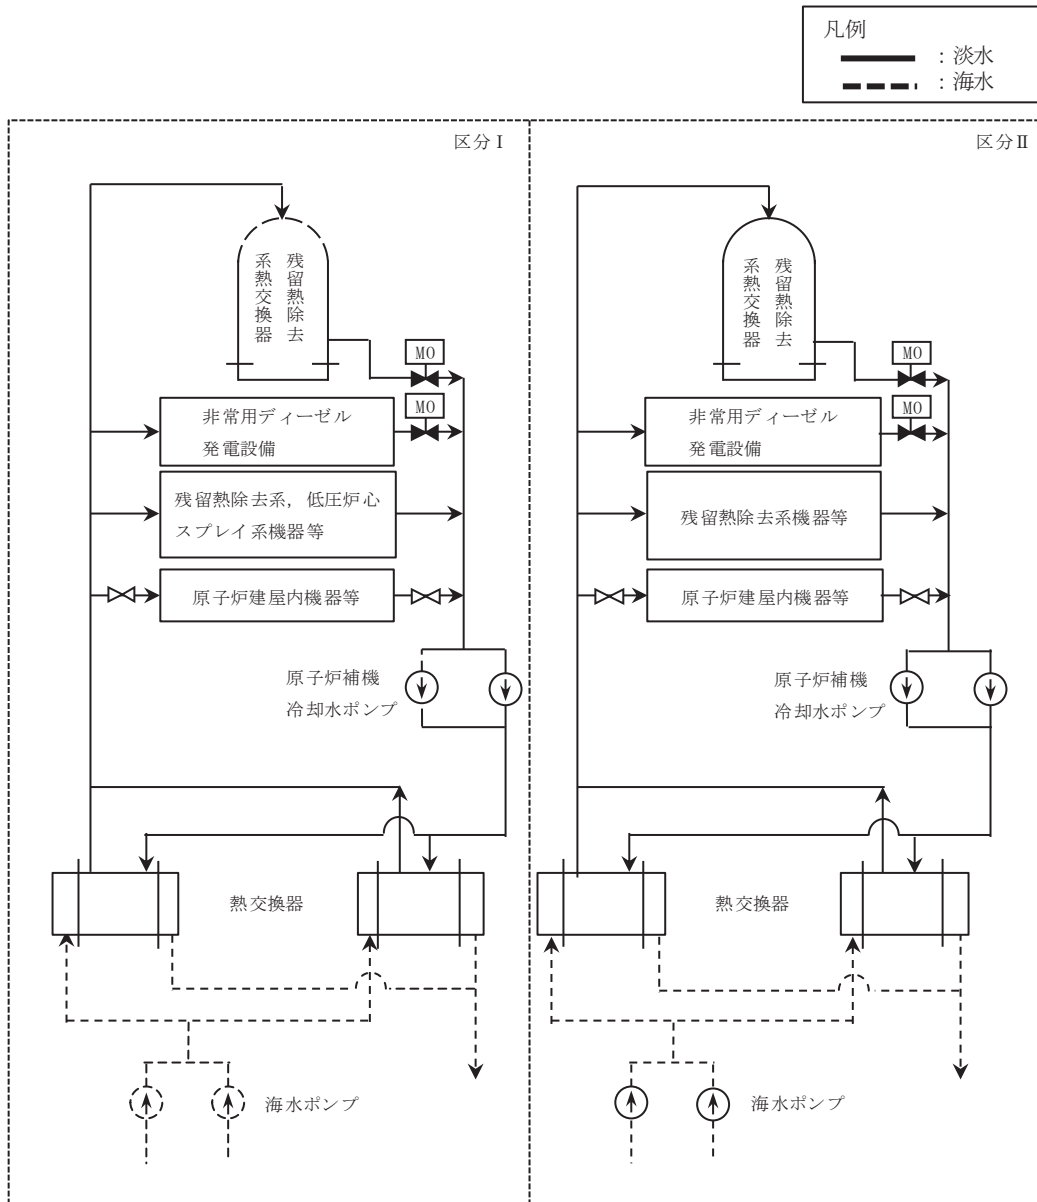 凡例
：淡水
：海水
区分Ⅰ
残留熱除去
系熱交換器
MO
MO
非常用ディーゼル
発電設備
残留熱除去系，低圧炉心
スプレイ系機器等
原子炉建屋内機器等
原子炉補機
冷却水ポンプ
熱交換器
海水ポンプ
区分Ⅱ
残留熱除去
系熱交換器
MO
MO
非常用ディーゼル
発電設備
残留熱除去系機器等
原子炉建屋内機器等
原子炉補機
冷却水ポンプ
熱交換器
海水ポンプ